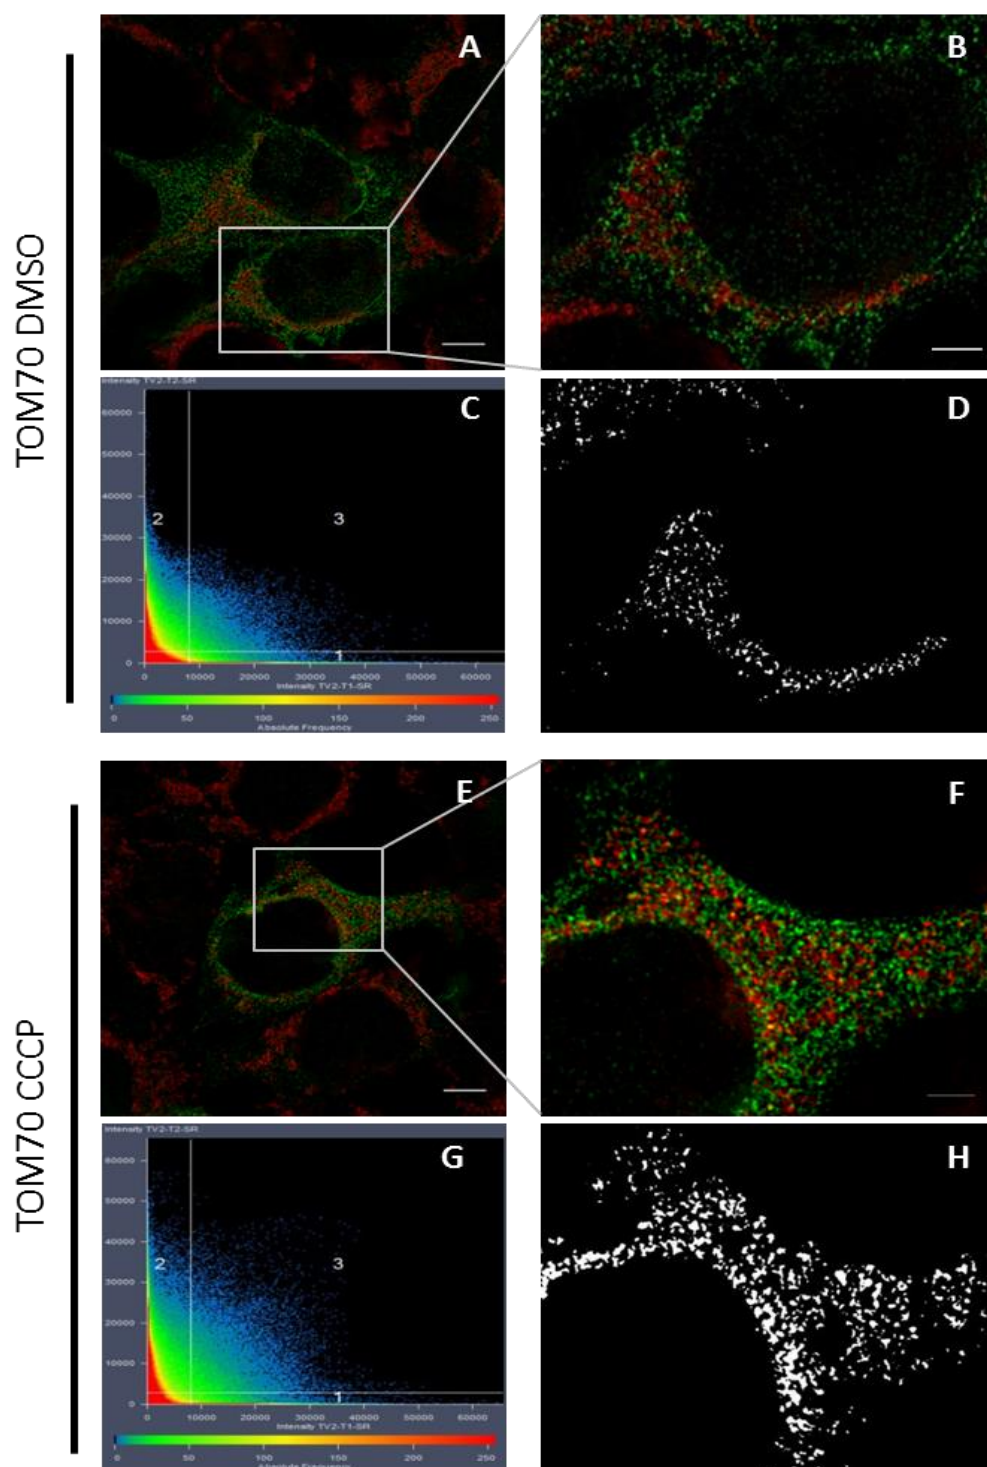 TOM70 DMSO
A
B
Intensity TV2-T2-SR
C
60000
50000
40000
30000
20000
10000
0
2
3
1
0 10000 20000 30000 40000 50000 60000
Intensity TV2-T1-SR
0 50 100 150 200 250
Absolute Frequency
D
TOM70 CCCP
E
F
Intensity TV2-T2-SR
G
60000
50000
40000
30000
20000
10000
0
2
3
1
0 10000 20000 30000 40000 50000 60000
Intensity TV2-T1-SR
0 50 100 150 200 250
Absolute Frequency
H